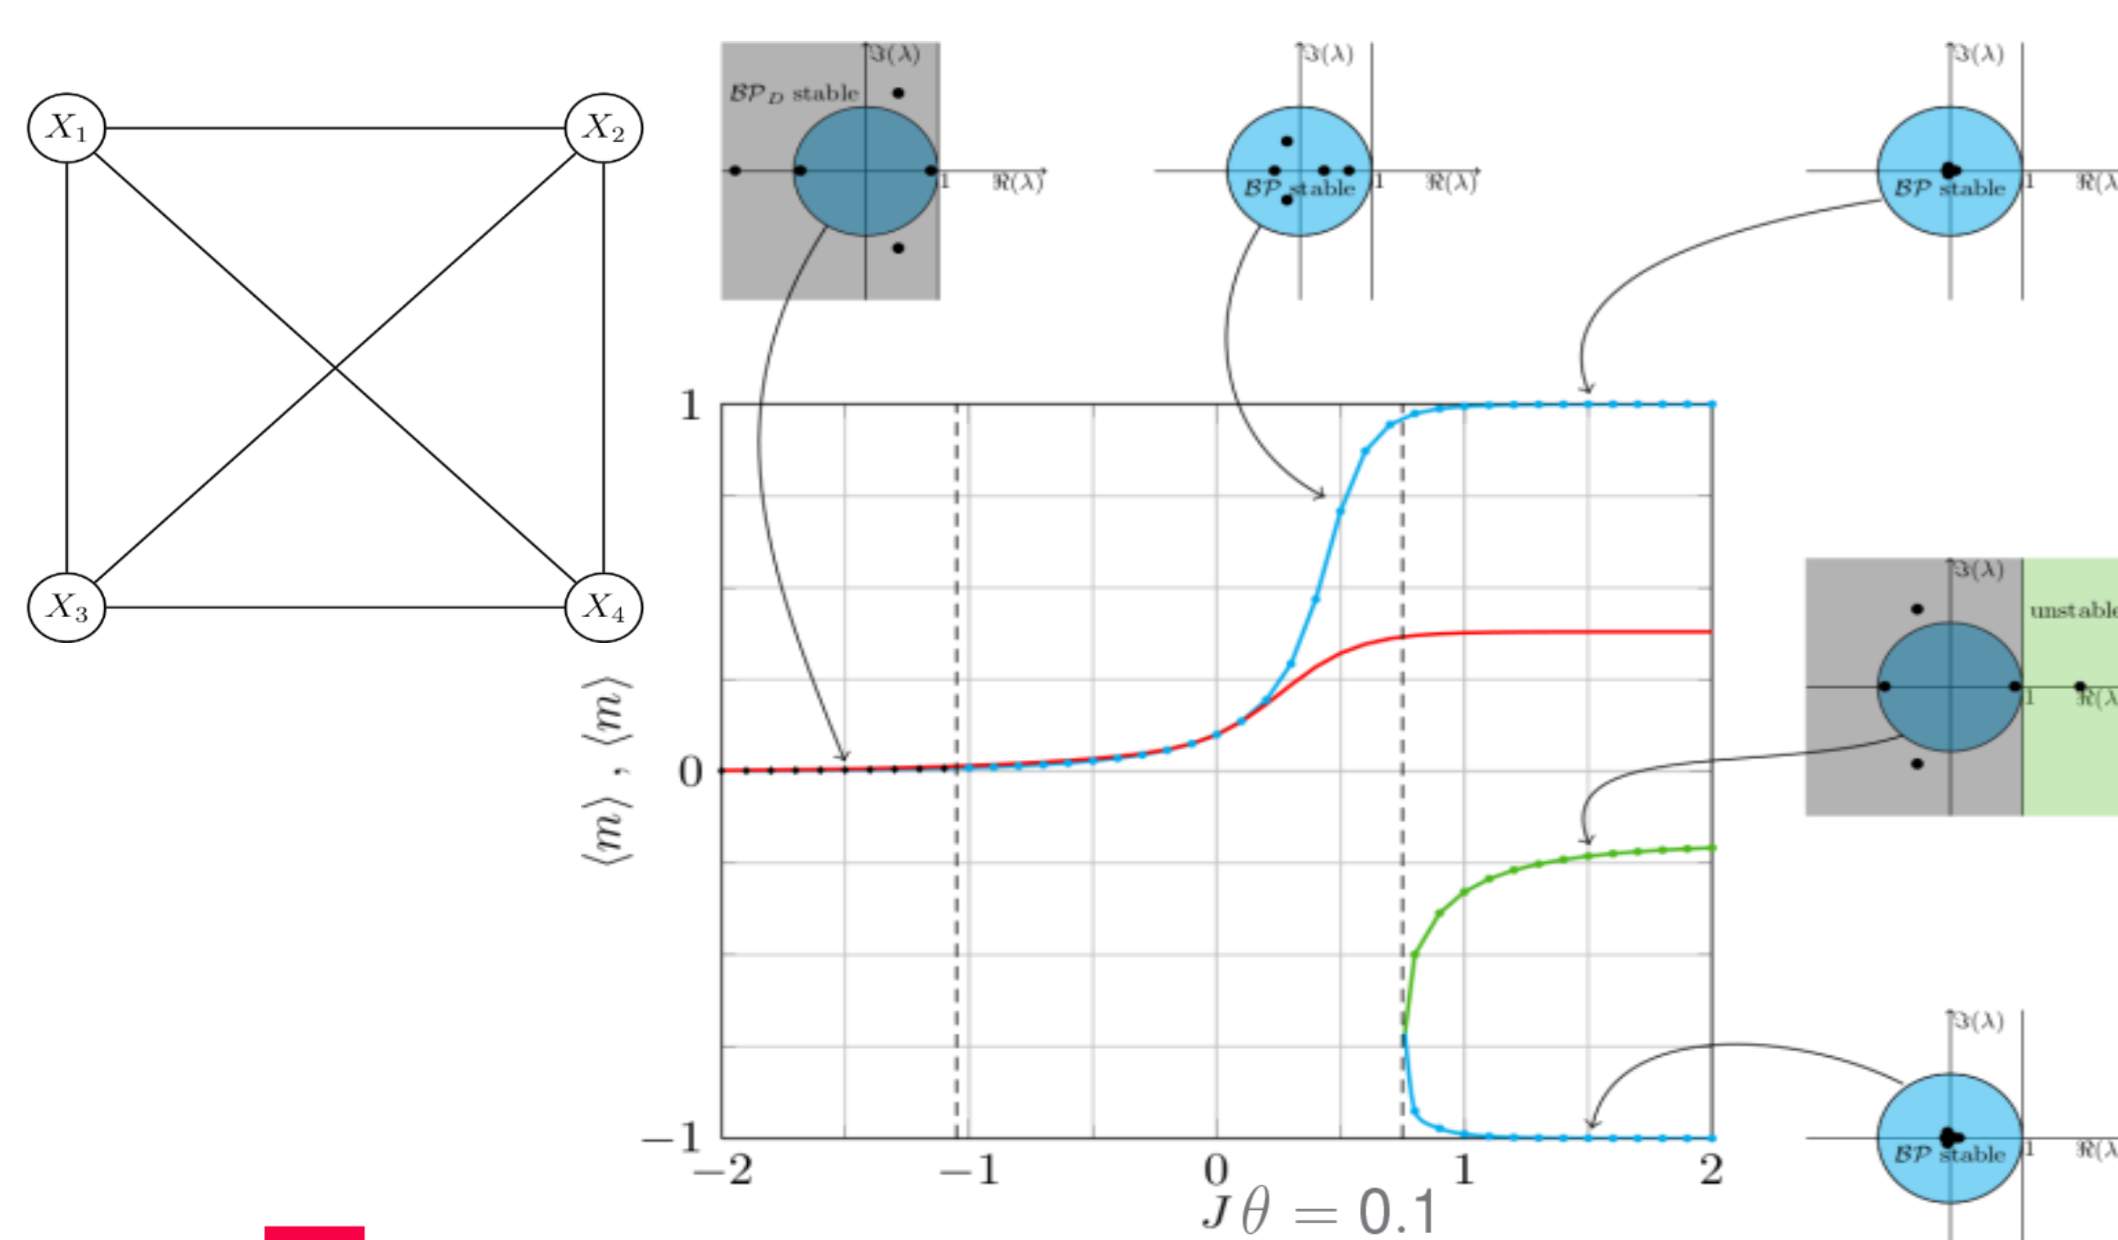 X₁
X₂
X₃
X₄
ℑ(λ)
BP_D stable
1
ℜ(λ)
ℑ(λ)
BP stable
1
ℜ(λ)
ℑ(λ)
BP stable
1
ℜ(λ
1
0
−1
⟨m⟩ , ⟨m⟩
−2
−1
0
1
2
J θ = 0.1
ℑ(λ)
unstable
1
ℜ(λ
ℑ(λ)
BP stable
1
ℜ(λ